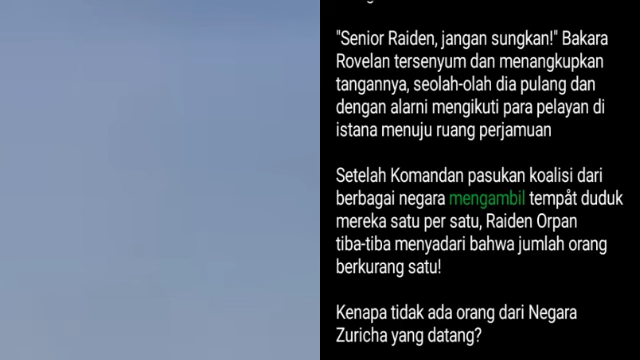 "Senior Raiden, jangan sungkan!" Bakara
Rovelan tersenyum dan menangkupkan
tangannya, seolah-olah dia pulang dan
dengan alarni mengikuti para pelayan di
istana menuju ruang perjamuan
Setelah Komandan pasukan koalisi dari
berbagai negara mengambil tempåt duduk
mereka satu per satu, Raiden Orpan
tiba-tiba menyadari bahwa jumlah orang
berkurang satu!
Kenapa tidak ada orang dari Negara
Zuricha yang datang?